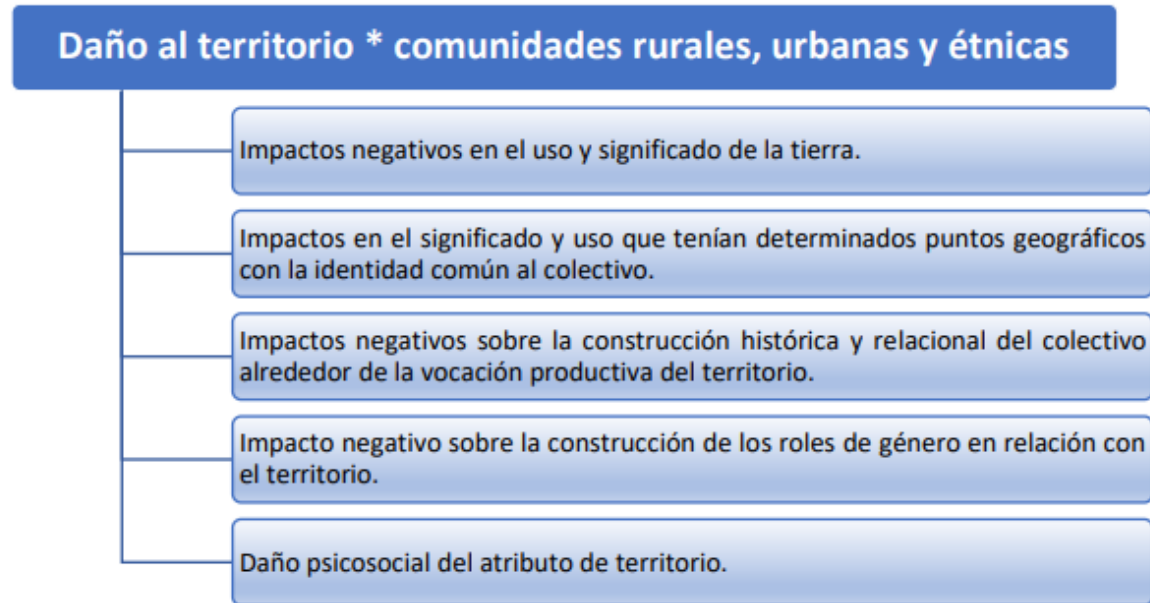 Daño al territorio * comunidades rurales, urbanas y étnicas
Impactos negativos en el uso y significado de la tierra.
Impactos en el significado y uso que tenían determinados puntos geográficos
con la identidad común al colectivo.
Impactos negativos sobre la construcción histórica y relacional del colectivo
alrededor de la vocación productiva del territorio.
Impacto negativo sobre la construcción de los roles de género en relación con
el territorio.
Daño psicosocial del atributo de territorio.